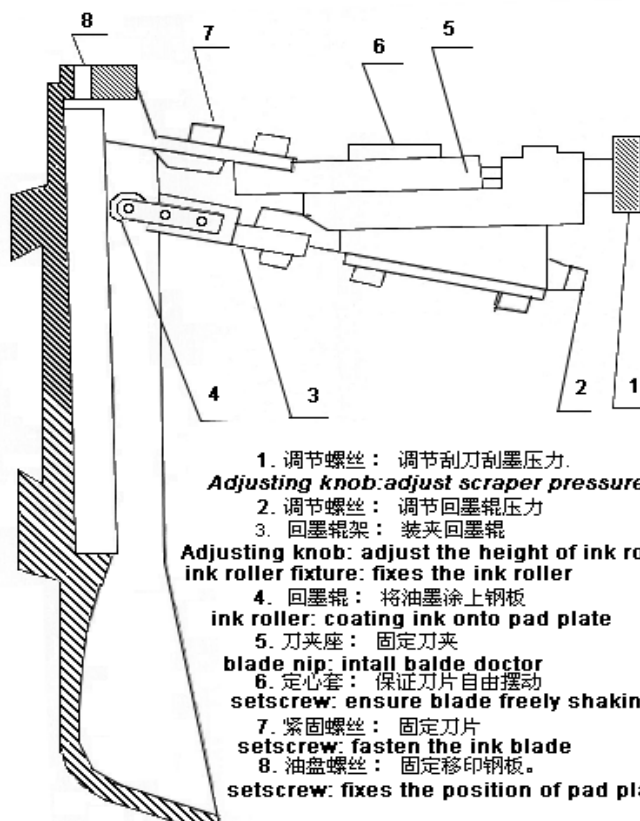 8
7
6
5
4
3
2
1
1. 调节螺丝： 调节刮刀刮墨压力.
Adjusting knob:adjust scraper pressure
2. 调节螺丝： 调节回墨辊压力
3. 回墨辊架： 装夹回墨辊
Adjusting knob: adjust the height of ink ro
ink roller fixture: fixes the ink roller
4. 回墨辊： 将油墨涂上钢板
ink roller: coating ink onto pad plate
5. 刀夹座： 固定刀夹
blade nip: intall balde doctor
6. 定心套： 保证刀片自由摆动
setscrew: ensure blade freely shakin
7. 紧固螺丝： 固定刀片
setscrew: fasten the ink blade
8. 油盘螺丝： 固定移印钢板。
setscrew: fixes the position of pad pla